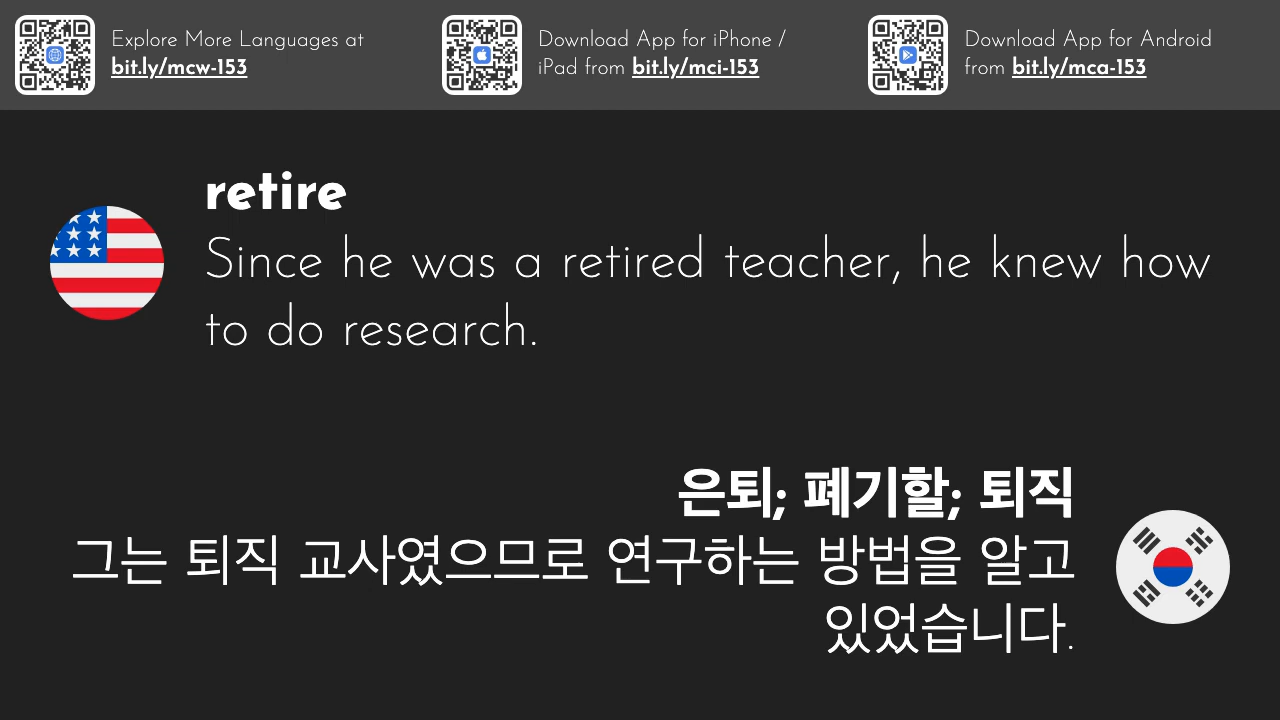 Explore More Languages at
bit.ly/mcw-153
Download App for iPhone /
iPad from bit.ly/mci-153
Download App for Android
from bit.ly/mca-153
retire
Since he was a retired teacher, he knew how
to do research.
은퇴; 폐기할; 퇴직
그는 퇴직 교사였으므로 연구하는 방법을 알고
있었습니다.